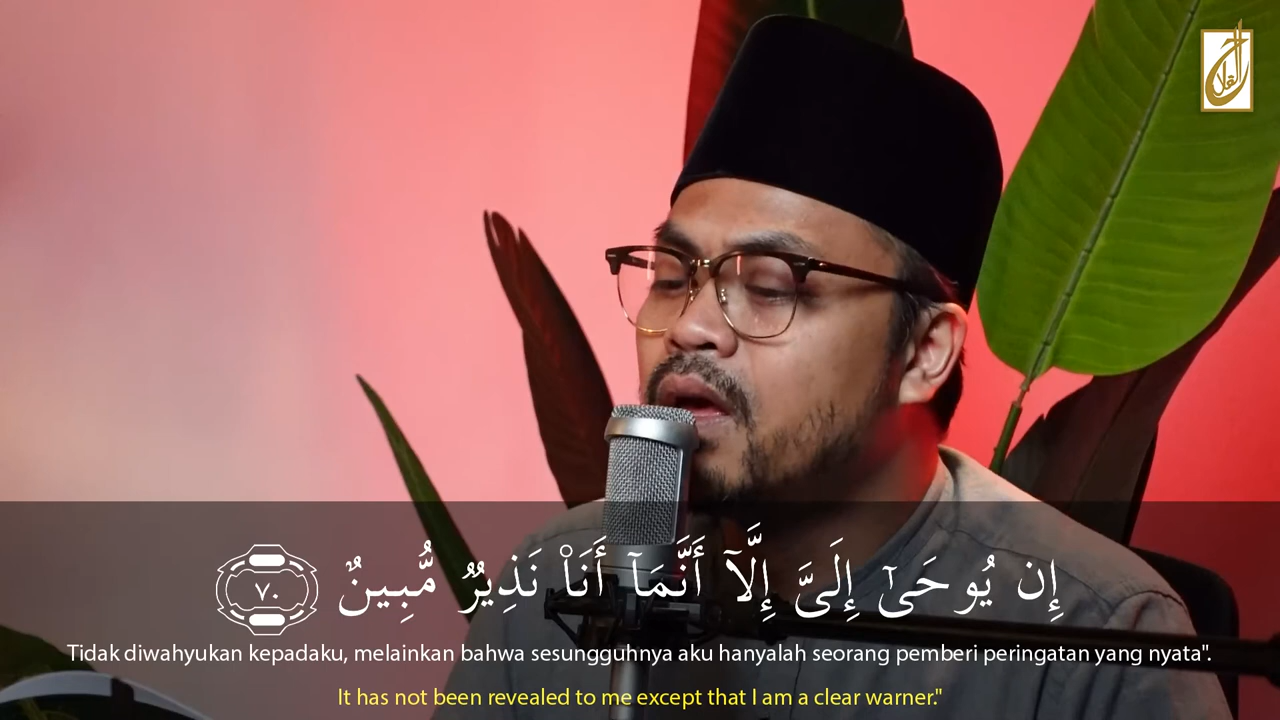 إِن يُوحَىٰٓ إِلَىَّ إِلَّآ أَنَّمَآ أَنَا۠ نَذِيرٌۭ مُّبِينٌ ٧٠
Tidak diwahyukan kepadaku, melainkan bahwa sesungguhnya aku hanyalah seorang pemberi peringatan yang nyata".
It has not been revealed to me except that I am a clear warner."